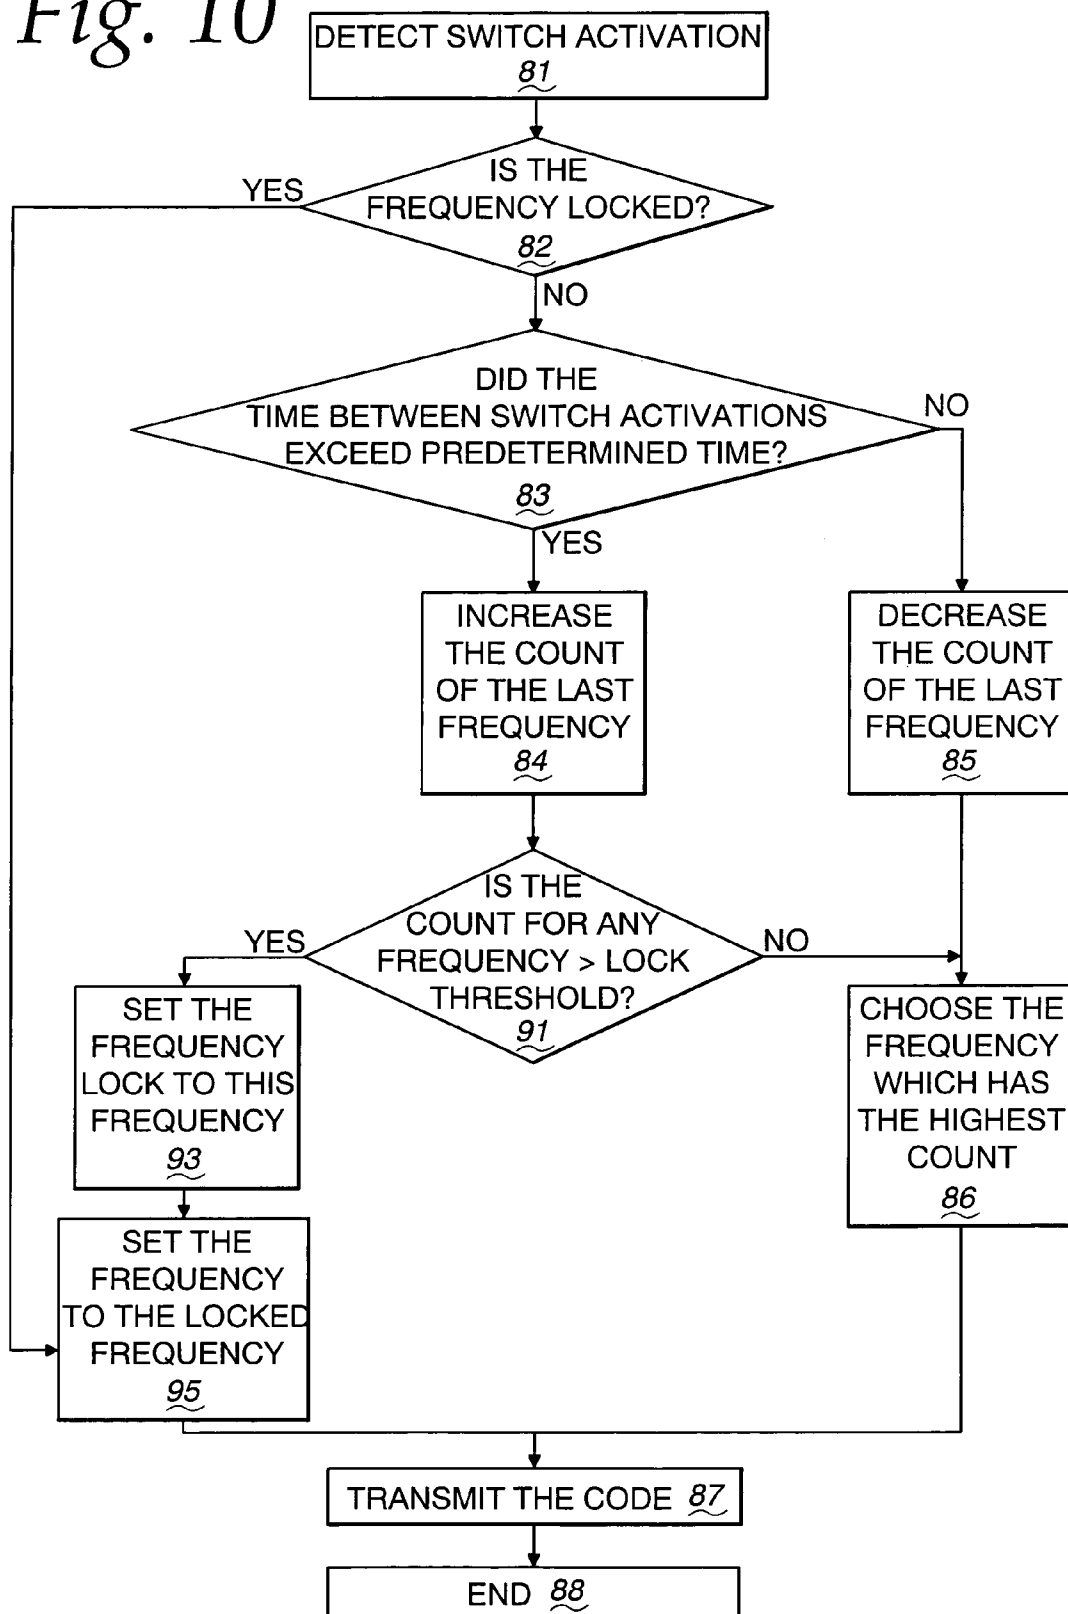 Fig. 10
DETECT SWITCH ACTIVATION
81
IS THE
FREQUENCY LOCKED?
82
YES
NO
DID THE
TIME BETWEEN SWITCH ACTIVATIONS
EXCEED PREDETERMINED TIME?
83
NO
YES
INCREASE
THE COUNT
OF THE LAST
FREQUENCY
84
DECREASE
THE COUNT
OF THE LAST
FREQUENCY
85
IS THE
COUNT FOR ANY
FREQUENCY > LOCK
THRESHOLD?
91
YES
NO
SET THE
FREQUENCY
LOCK TO THIS
FREQUENCY
93
CHOOSE THE
FREQUENCY
WHICH HAS
THE HIGHEST
COUNT
86
SET THE
FREQUENCY
TO THE LOCKED
FREQUENCY
95
TRANSMIT THE CODE 87
END 88